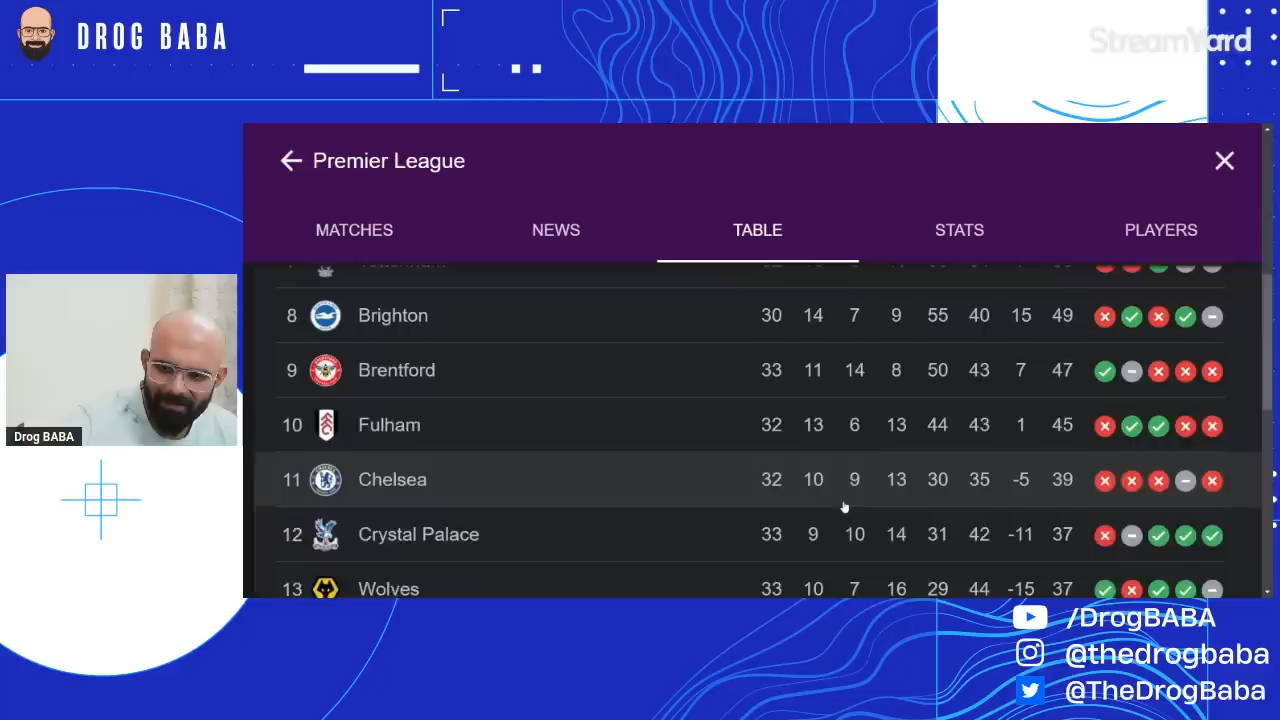 DROG BABA
StreamYard
Premier League
MATCHES NEWS TABLE STATS PLAYERS
8 Brighton 30 14 7 9 55 40 15 49
9 Brentford 33 11 14 8 50 43 7 47
10 Fulham 32 13 6 13 44 43 1 45
11 Chelsea 32 10 9 13 30 35 -5 39
12 Crystal Palace 33 9 10 14 31 42 -11 37
13 Wolves 33 10 7 16 29 44 -15 37
Drog BABA
/DrogBABA
@thedrogbaba
@TheDrogBaba